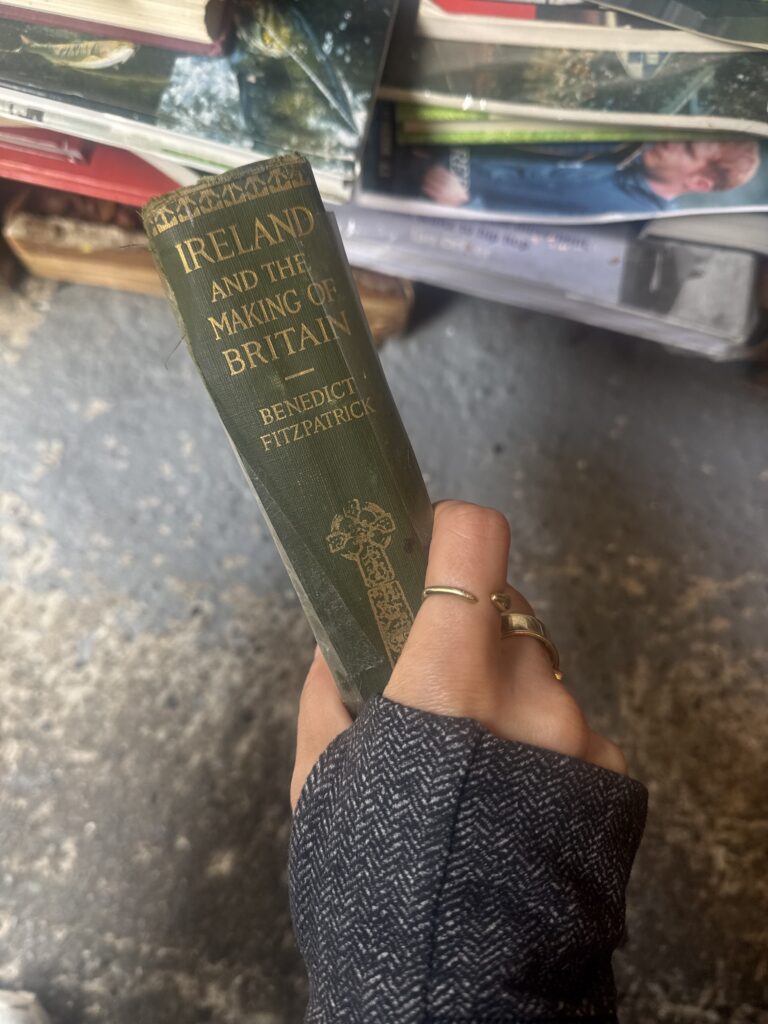 IRELAND
AND THE
MAKING OF
BRITAIN
BENEDICT
FITZPATRICK